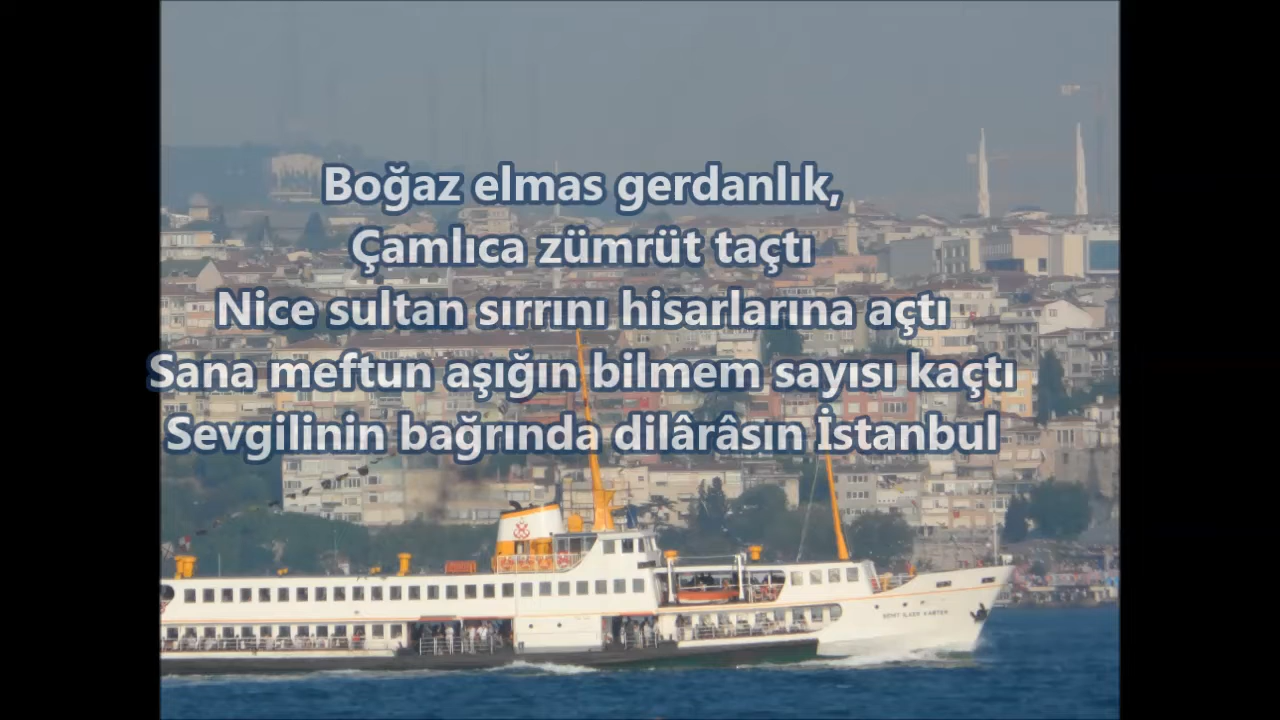 Boğaz elmas gerdanlık,
Çamlıca zümrüt taçtı
Nice sultan sırrını hisarlarına açtı
Sana meftun aşığın bilmem sayısı kaçtı
Sevgilinin bağrında dilârâsın İstanbul